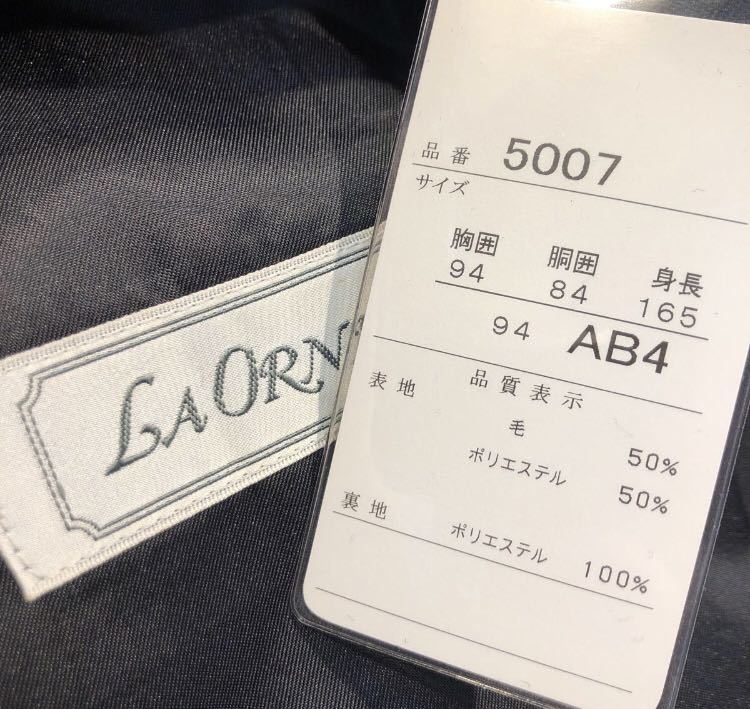 LA ORN
品番 5007
サイズ
胸囲 胴囲 身長
94 84 165
94 AB4
品質表示
表地
毛 50%
ポリエステル 50%
裏地
ポリエステル 100%